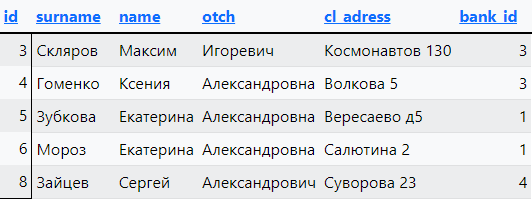 id surname name otch cl_adress bank_id
3 Скляров Максим Игоревич Космонавтов 130 3
4 Гоменко Ксения Александровна Волкова 5 3
5 Зубкова Екатерина Александровна Вересаево д5 1
6 Мороз Екатерина Александровна Салютина 2 1
8 Зайцев Сергей Александрович Суворова 23 4